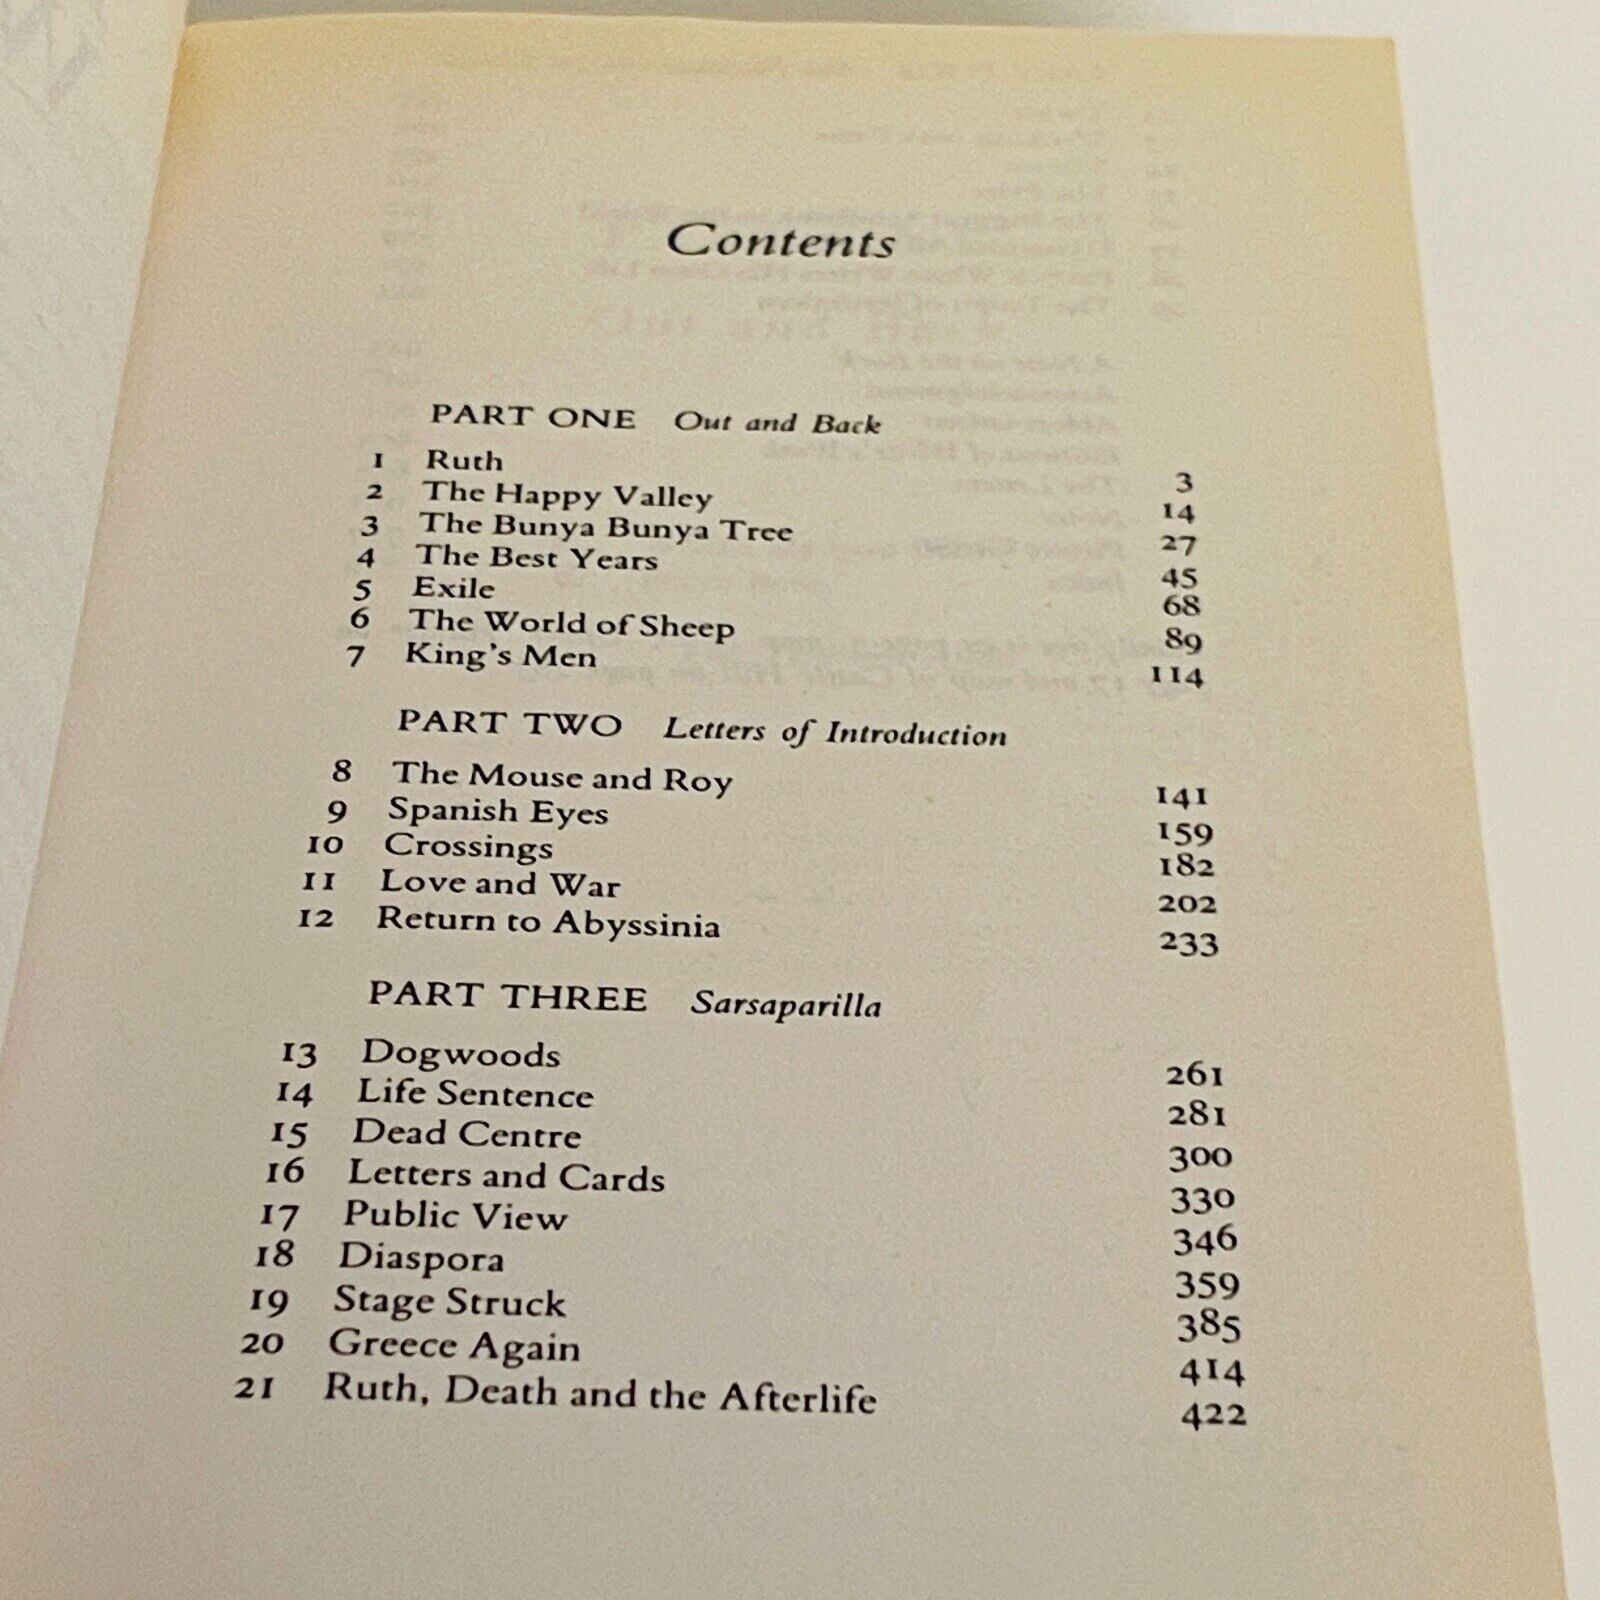 Contents
PART ONE Out and Back
1 Ruth 3
2 The Happy Valley 14
3 The Bunya Bunya Tree 27
4 The Best Years 45
5 Exile 68
6 The World of Sheep 89
7 King's Men 114
PART TWO Letters of Introduction
8 The Mouse and Roy 141
9 Spanish Eyes 159
10 Crossings 182
11 Love and War 202
12 Return to Abyssinia 233
PART THREE Sarsaparilla
13 Dogwoods 261
14 Life Sentence 281
15 Dead Centre 300
16 Letters and Cards 330
17 Public View 346
18 Diaspora 359
19 Stage Struck 385
20 Greece Again 414
21 Ruth, Death and the Afterlife 422